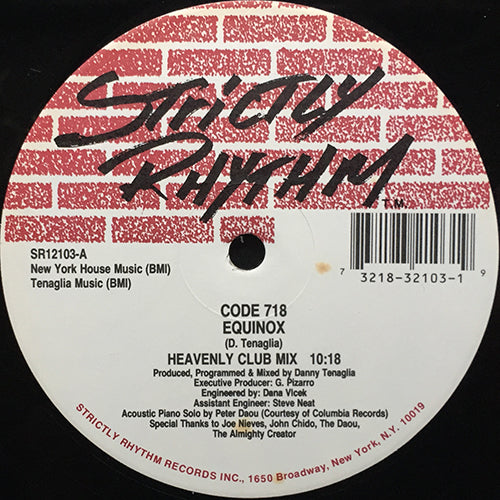 STRICTLY
RHYTHM
T.M.
SR12103-A
New York House Music (BMI)
Tenaglia Music (BMI)
7 3218-32103-1 9
CODE 718
EQUINOX
(D. Tenaglia)
HEAVENLY CLUB MIX 10:18
Produced, Programmed & Mixed by Danny Tenaglia
Executive Producer: G. Pizarro
Engineered by: Dana Vicek
Assistant Engineer: Steve Neat
Acoustic Piano Solo by Peter Daou (Courtesy of Columbia Records)
Special Thanks to Joe Nieves, John Chido, The Daou,
The Almighty Creator
STRICTLY RHYTHM RECORDS INC., 1650 Broadway, New York, N.Y. 10019